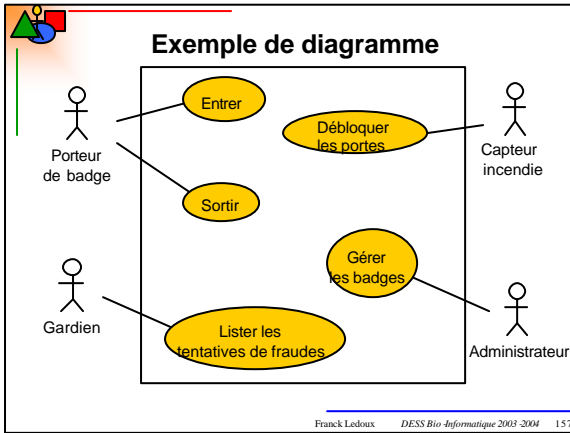 Exemple de diagramme
Entrer
Débloquer
les portes
Porteur
de badge
Capteur
incendie
Sortir
Gérer
les badges
Gardien
Lister les
tentatives de fraudes
Administrateur
Franck Ledoux DESS Bio-Informatique 2003-2004 157